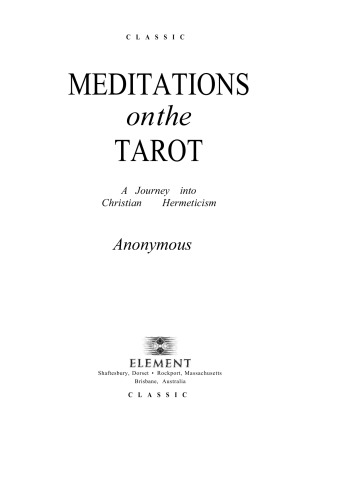 C L A S S I C
MEDITATIONS
onthe
TAROT
A Journey into
Christian Hermeticism
Anonymous
ELEMENT
Shaftesbury, Dorset • Rockport, Massachusetts
Brisbane, Australia
C L A S S I C